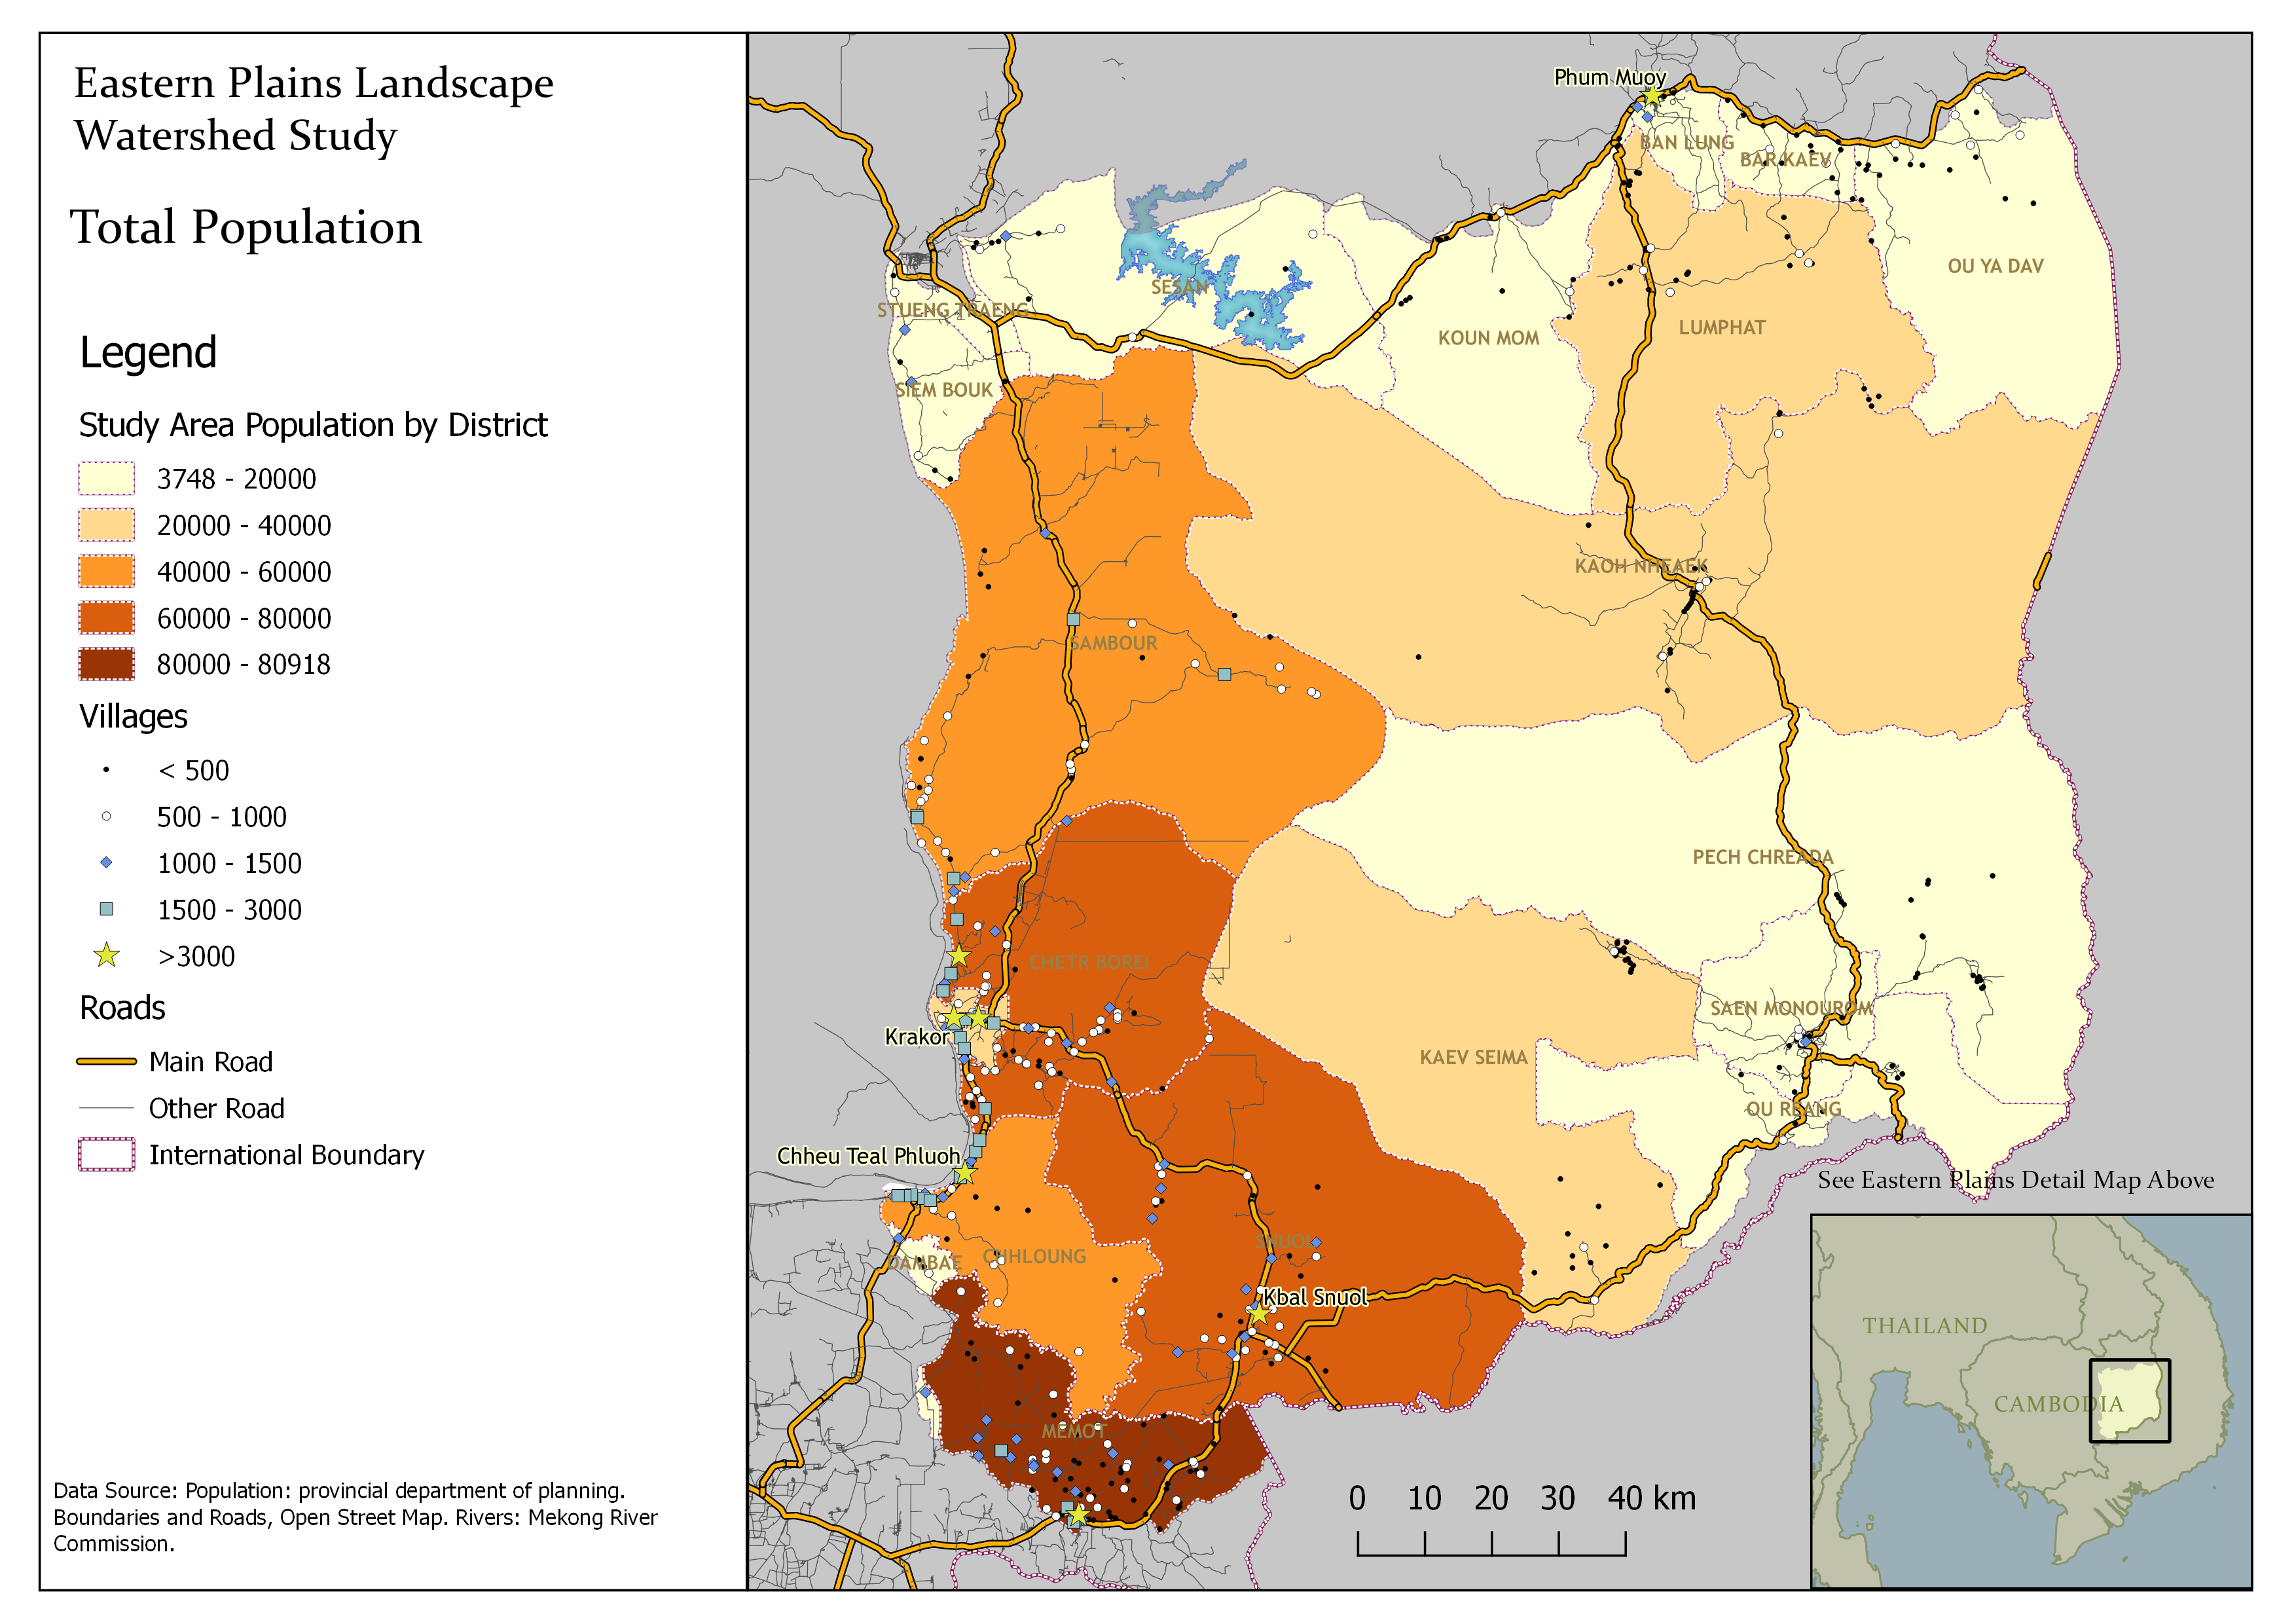 Eastern Plains Landscape
Watershed Study
Total Population
Legend
Study Area Population by District
3748 - 20000
20000 - 40000
40000 - 60000
60000 - 80000
80000 - 80918
Villages
< 500
500 - 1000
1000 - 1500
1500 - 3000
>3000
Roads
Main Road
Other Road
International Boundary
Data Source: Population: provincial department of planning.
Boundaries and Roads, Open Street Map. Rivers: Mekong River
Commission.
Phum Muoy
BAN LUNG
BAR KAEV
OU YA DAV
SESAN
STUENG TRAENG
LUMPHAT
KOUN MOM
SIEM BOUK
KAOH NHEAEK
SAMBOUR
PECH CHREADA
CHETR BOREI
SAEN MONOUROM
Krakor
KAEV SEIMA
OU REANG
Chheu Teal Phluoh
See Eastern Plains Detail Map Above
SNUOL
CHHLOUNG
DAMBAE
Kbal Snuol
MEMOT
0 10 20 30 40 km
THAILAND
CAMBODIA